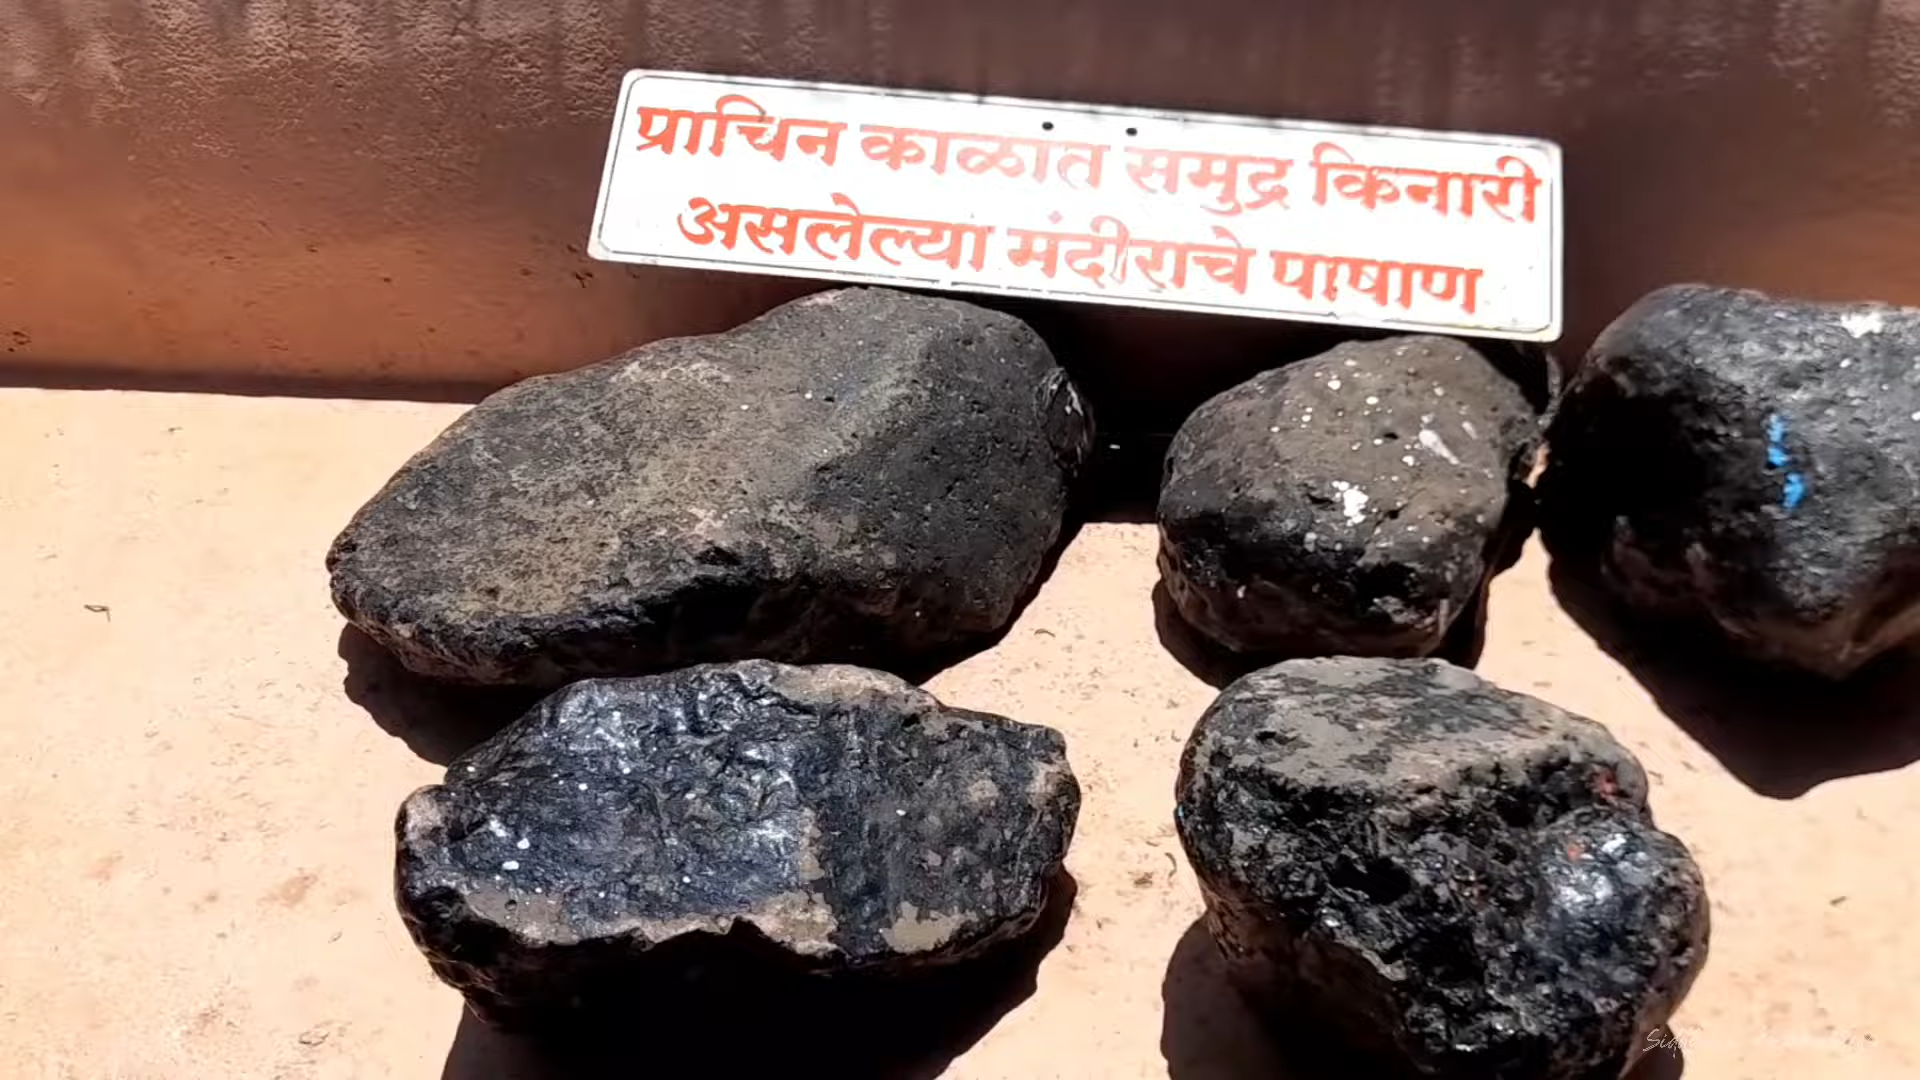 प्राचिन काळात समुद्र किनारी
असलेल्या मंदीराचे पाषाण